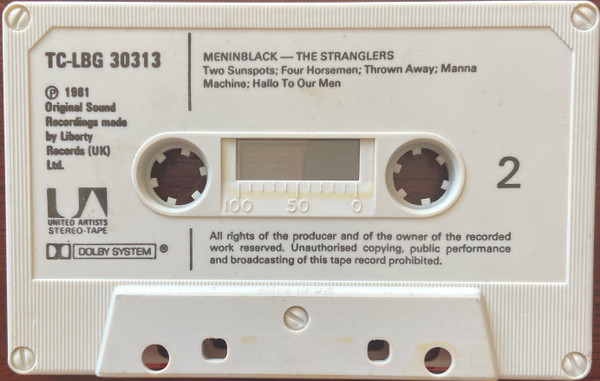 TC-LBG 30313
MENINBLACK — THE STRANGLERS
Two Sunspots; Four Horsemen; Thrown Away; Manna
Machine; Hallo To Our Men
Ⓟ 1981
Original Sound
Recordings made
by Liberty
Records (UK)
Ltd.
2
100 50 0
UA
UNITED ARTISTS
STEREO-TAPE
DOLBY SYSTEM ®
All rights of the producer and of the owner of the recorded
work reserved. Unauthorised copying, public performance
and broadcasting of this tape record prohibited.